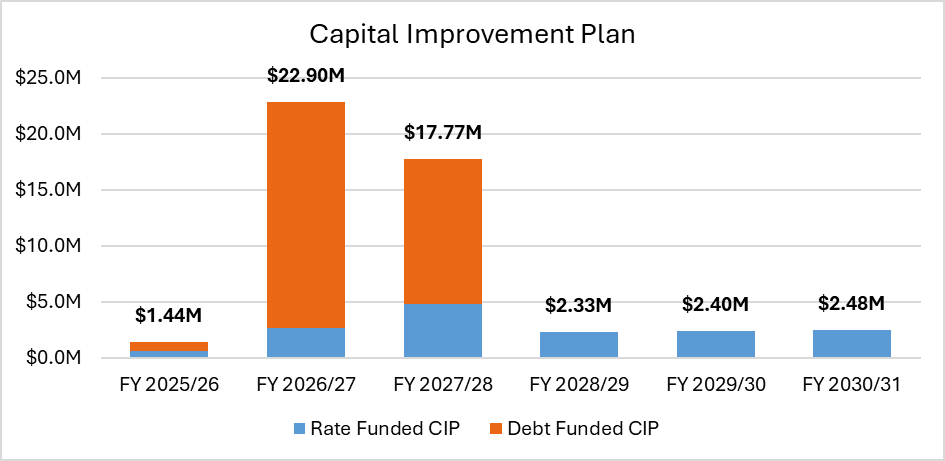 Capital Improvement Plan
$25.0M
$20.0M
$15.0M
$10.0M
$5.0M
$0.0M
$1.44M
$22.90M
$17.77M
$2.33M
$2.40M
$2.48M
FY 2025/26 FY 2026/27 FY 2027/28 FY 2028/29 FY 2029/30 FY 2030/31
Rate Funded CIP Debt Funded CIP